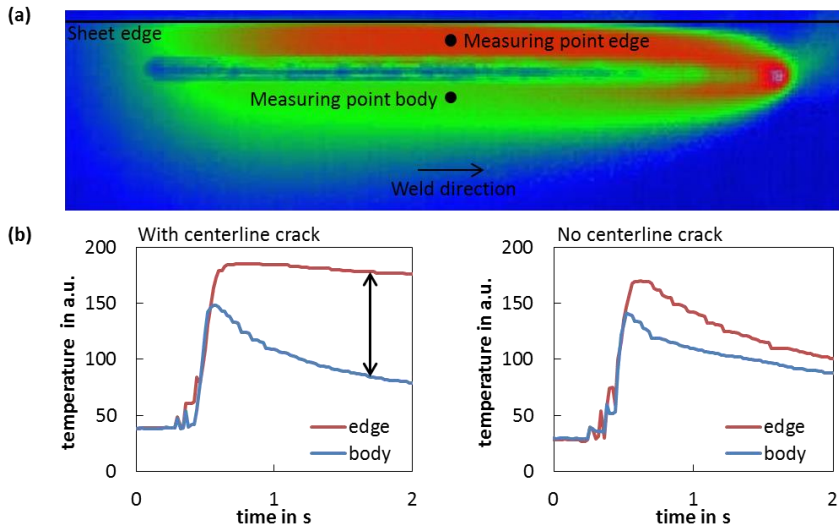 (a)
Sheet edge
Measuring point edge
Measuring point body
Weld direction
(b)
With centerline crack
200
150
100
50
0
temperature in a.u.
edge
body
0
1
2
time in s
No centerline crack
200
150
100
50
0
temperature in a.u.
edge
body
0
1
2
time in s